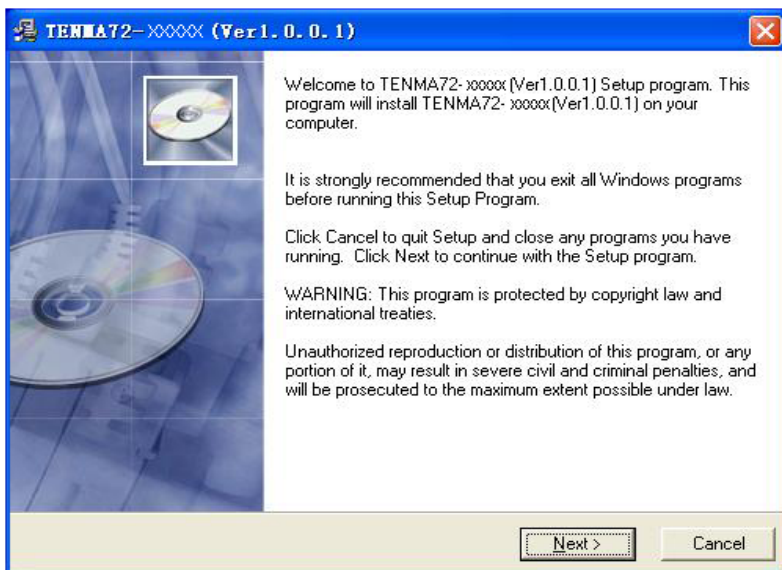 TENMA72-XXXXX (Ver1.0.0.1)
Welcome to TENMA72- xxxxx (Ver1.0.0.1) Setup program. This
program will install TENMA72- xxxxx(Ver1.0.0.1) on your
computer.
It is strongly recommended that you exit all Windows programs
before running this Setup Program.
Click Cancel to quit Setup and close any programs you have
running. Click Next to continue with the Setup program.
WARNING: This program is protected by copyright law and
international treaties.
Unauthorized reproduction or distribution of this program, or any
portion of it, may result in severe civil and criminal penalties, and
will be prosecuted to the maximum extent possible under law.
Next >
Cancel